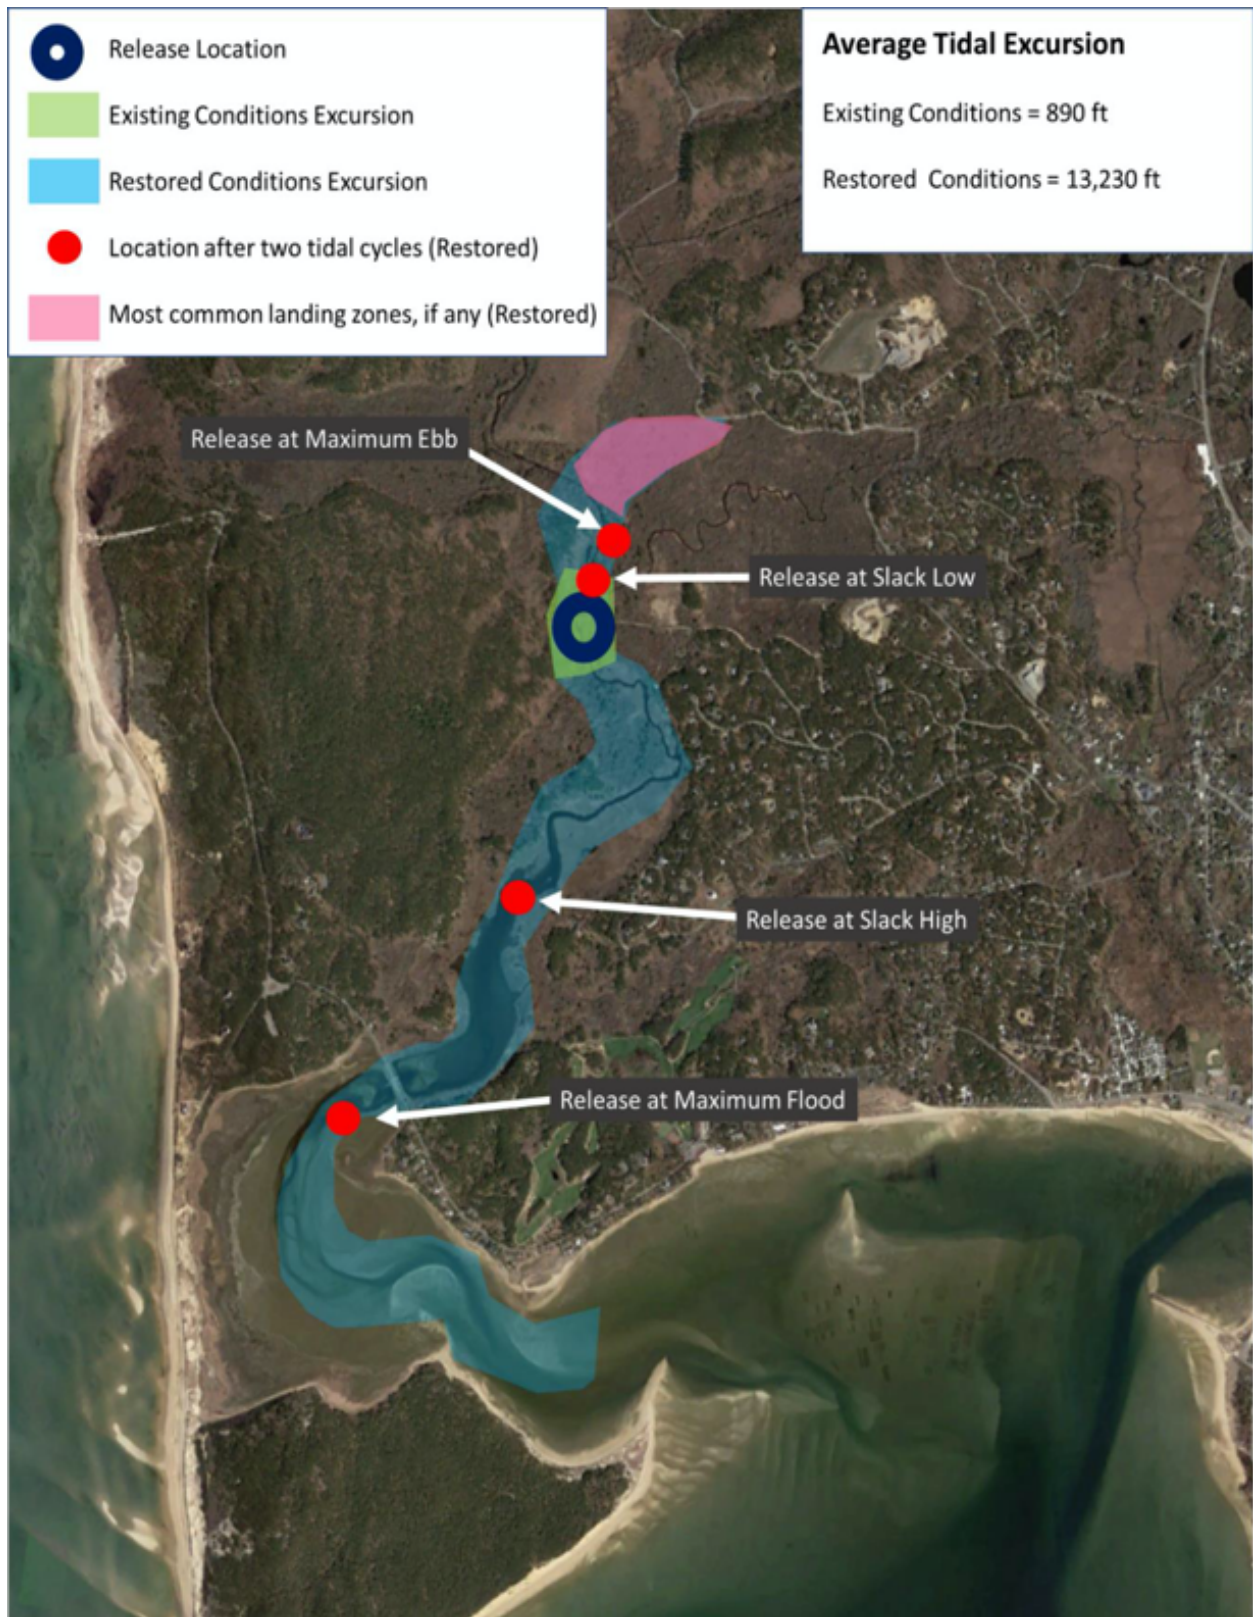 Release Location
Existing Conditions Excursion
Restored Conditions Excursion
Location after two tidal cycles (Restored)
Most common landing zones, if any (Restored)
Average Tidal Excursion
Existing Conditions = 890 ft
Restored Conditions = 13,230 ft
Release at Maximum Ebb
Release at Slack Low
Release at Slack High
Release at Maximum Flood